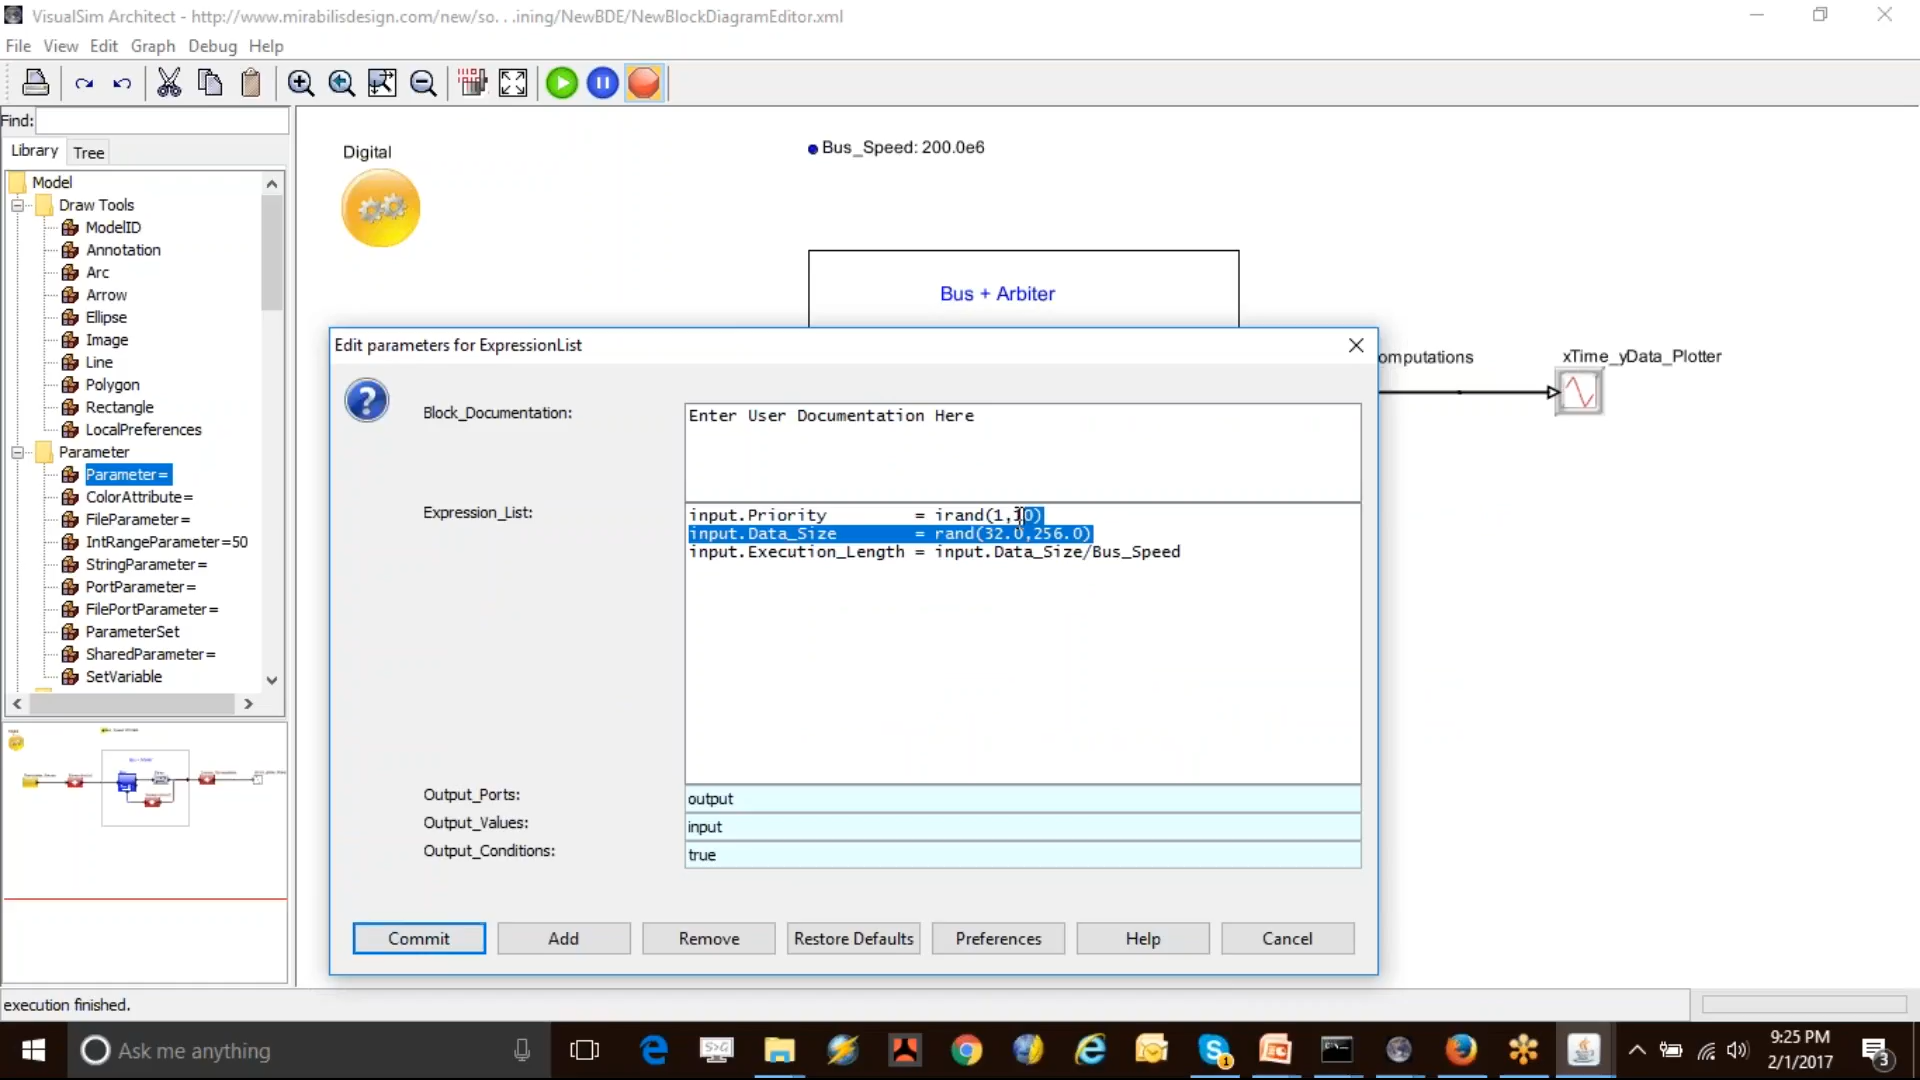 VisualSim Architect - http://www.mirabilisdesign.com/new/so. . .ining/NewBDE/NewBlockDiagramEditor.xml
File View Edit Graph Debug Help
Find:
Library Tree
Model
Draw Tools
ModelID
Annotation
Arc
Arrow
Ellipse
Image
Line
Polygon
Rectangle
LocalPreferences
Parameter
Parameter=
ColorAttribute=
FileParameter=
IntRangeParameter=50
StringParameter=
PortParameter=
FilePortParameter=
ParameterSet
SharedParameter=
SetVariable
Digital
Bus_Speed: 200.0e6
Bus + Arbiter
omputations
xTime_yData_Plotter
Edit parameters for ExpressionList
Block_Documentation:
Enter User Documentation Here
Expression_List:
input.Priority = irand(1,10)
input.Data_Size = rand(32.0,256.0)
input.Execution_Length = input.Data_Size/Bus_Speed
Output_Ports: output
Output_Values: input
Output_Conditions: true
Commit Add Remove Restore Defaults Preferences Help Cancel
execution finished.
Ask me anything
9:25 PM
2/1/2017
3